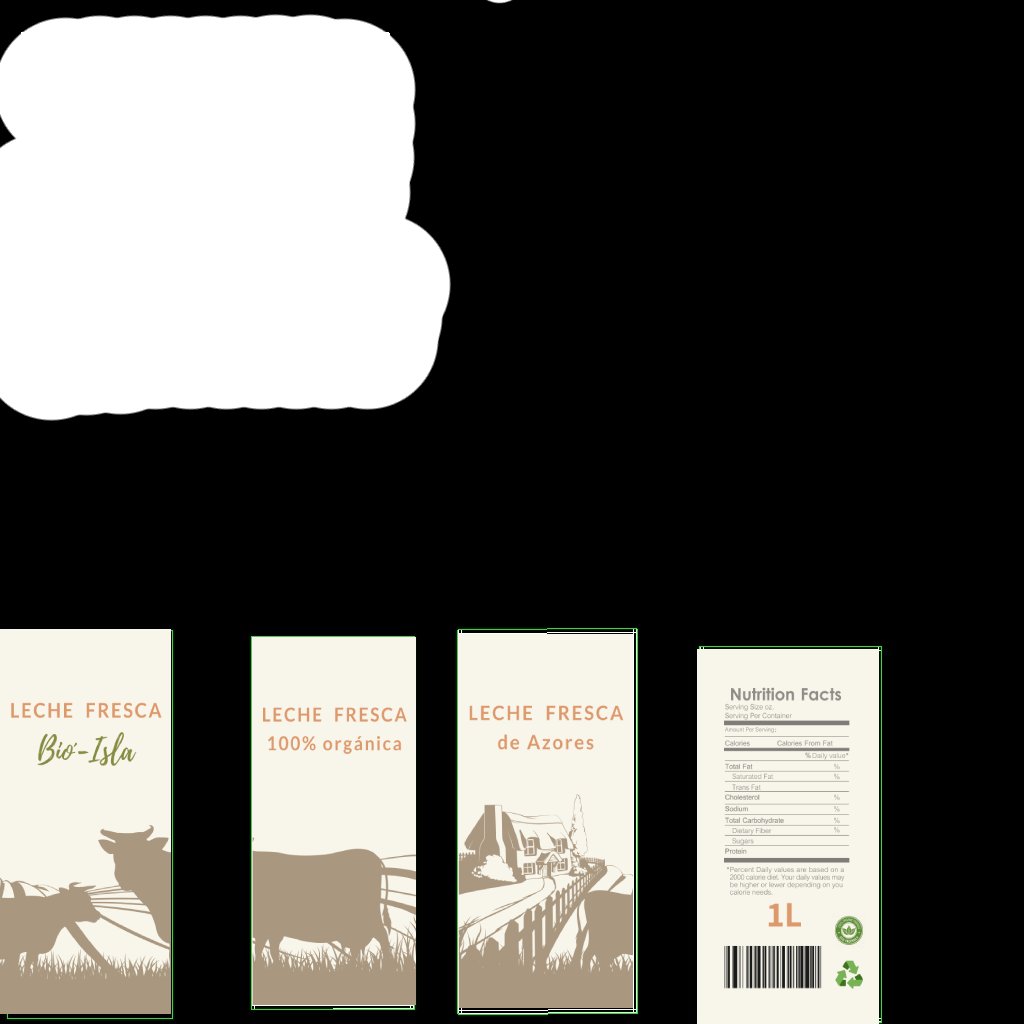 LECHE FRESCA
Bio-Isla
LECHE FRESCA
100% orgánica
LECHE FRESCA
de Azores
Nutrition Facts
Serving Size oz.
Serving Per Container
Amount Per Serving:
Calories Calories From Fat
% Daily value*
Total Fat %
Saturated Fat %
Trans Fat
Cholesterol %
Sodium %
Total Carbohydrate %
Dietary Fiber %
Sugars
Protein
*Percent Daily values are based on a
2000 calorie diet. Your daily values may
be higher or lewer dependeing on you
calorie needs.
1L